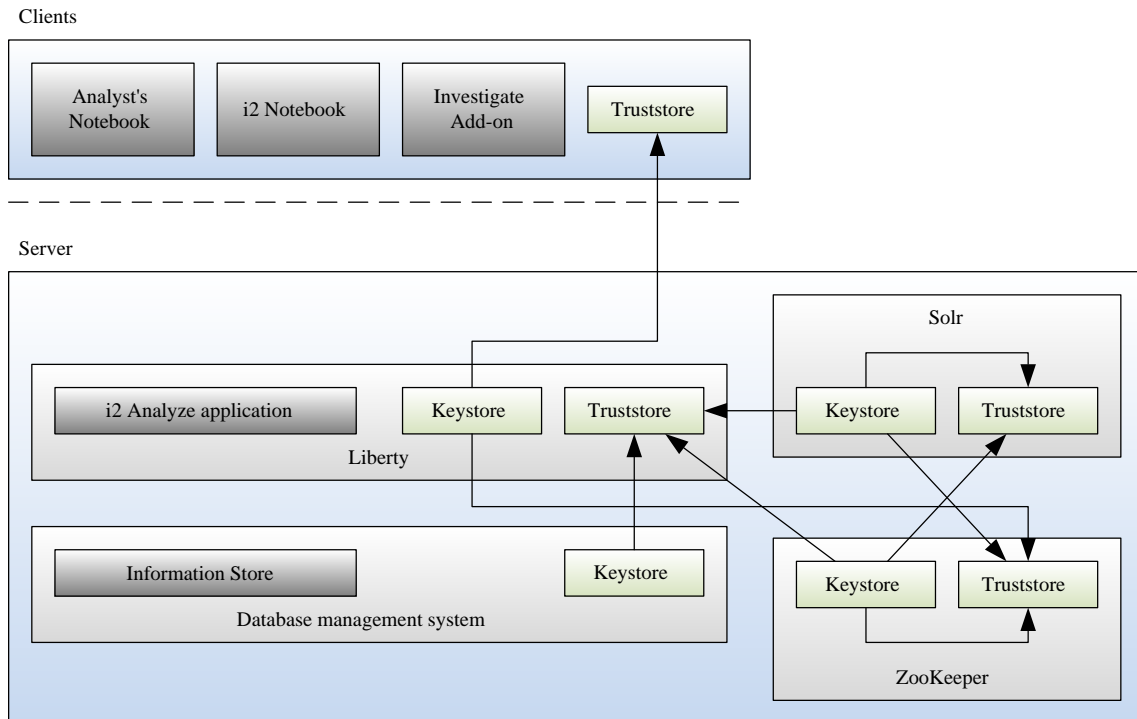 Clients
Analyst's
Notebook
i2 Notebook
Investigate
Add-on
Truststore
Server
Solr
Keystore
Truststore
i2 Analyze application
Keystore
Truststore
Liberty
Information Store
Keystore
Database management system
Keystore
Truststore
ZooKeeper